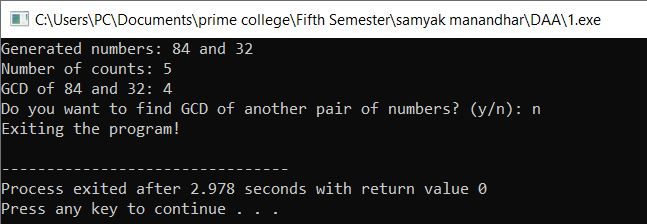 C:\Users\PC\Documents\prime college\Fifth Semester\samyak manandhar\DAA\1.exe
Generated numbers: 84 and 32
Number of counts: 5
GCD of 84 and 32: 4
Do you want to find GCD of another pair of numbers? (y/n): n
Exiting the program!
--------------------------------
Process exited after 2.978 seconds with return value 0
Press any key to continue . . .